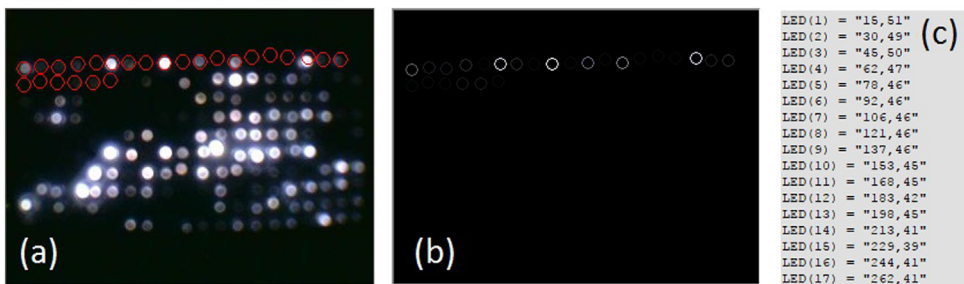 (a)
(b)
(c)
LED(1) = "15,51"
LED(2) = "30,49"
LED(3) = "45,50"
LED(4) = "62,47"
LED(5) = "78,46"
LED(6) = "92,46"
LED(7) = "106,46"
LED(8) = "121,46"
LED(9) = "137,46"
LED(10) = "153,45"
LED(11) = "168,45"
LED(12) = "183,42"
LED(13) = "198,45"
LED(14) = "213,41"
LED(15) = "229,39"
LED(16) = "244,41"
LED(17) = "262,41"